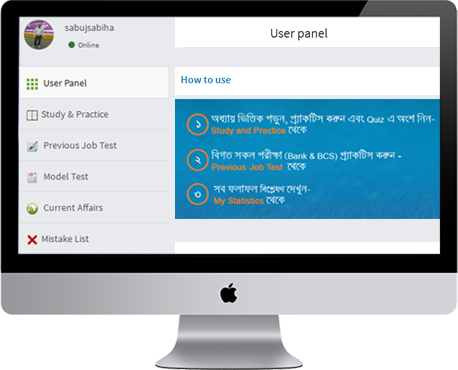 sabujsabiha
Online
User panel
User Panel
Study & Practice
Previous Job Test
Model Test
Current Affairs
Mistake List
How to use
১ অধ্যায় ভিত্তিক পড়ুন, প্র্যাকটিস করুন এবং Quiz এ অংশ নিন-
Study and Practice থেকে
২ বিগত সকল পরীক্ষা (Bank & BCS) প্র্যাকটিস করুন -
Previous Job Test থেকে
৩ সব ফলাফল বিশ্লেষণ দেখুন-
My Statistics থেকে